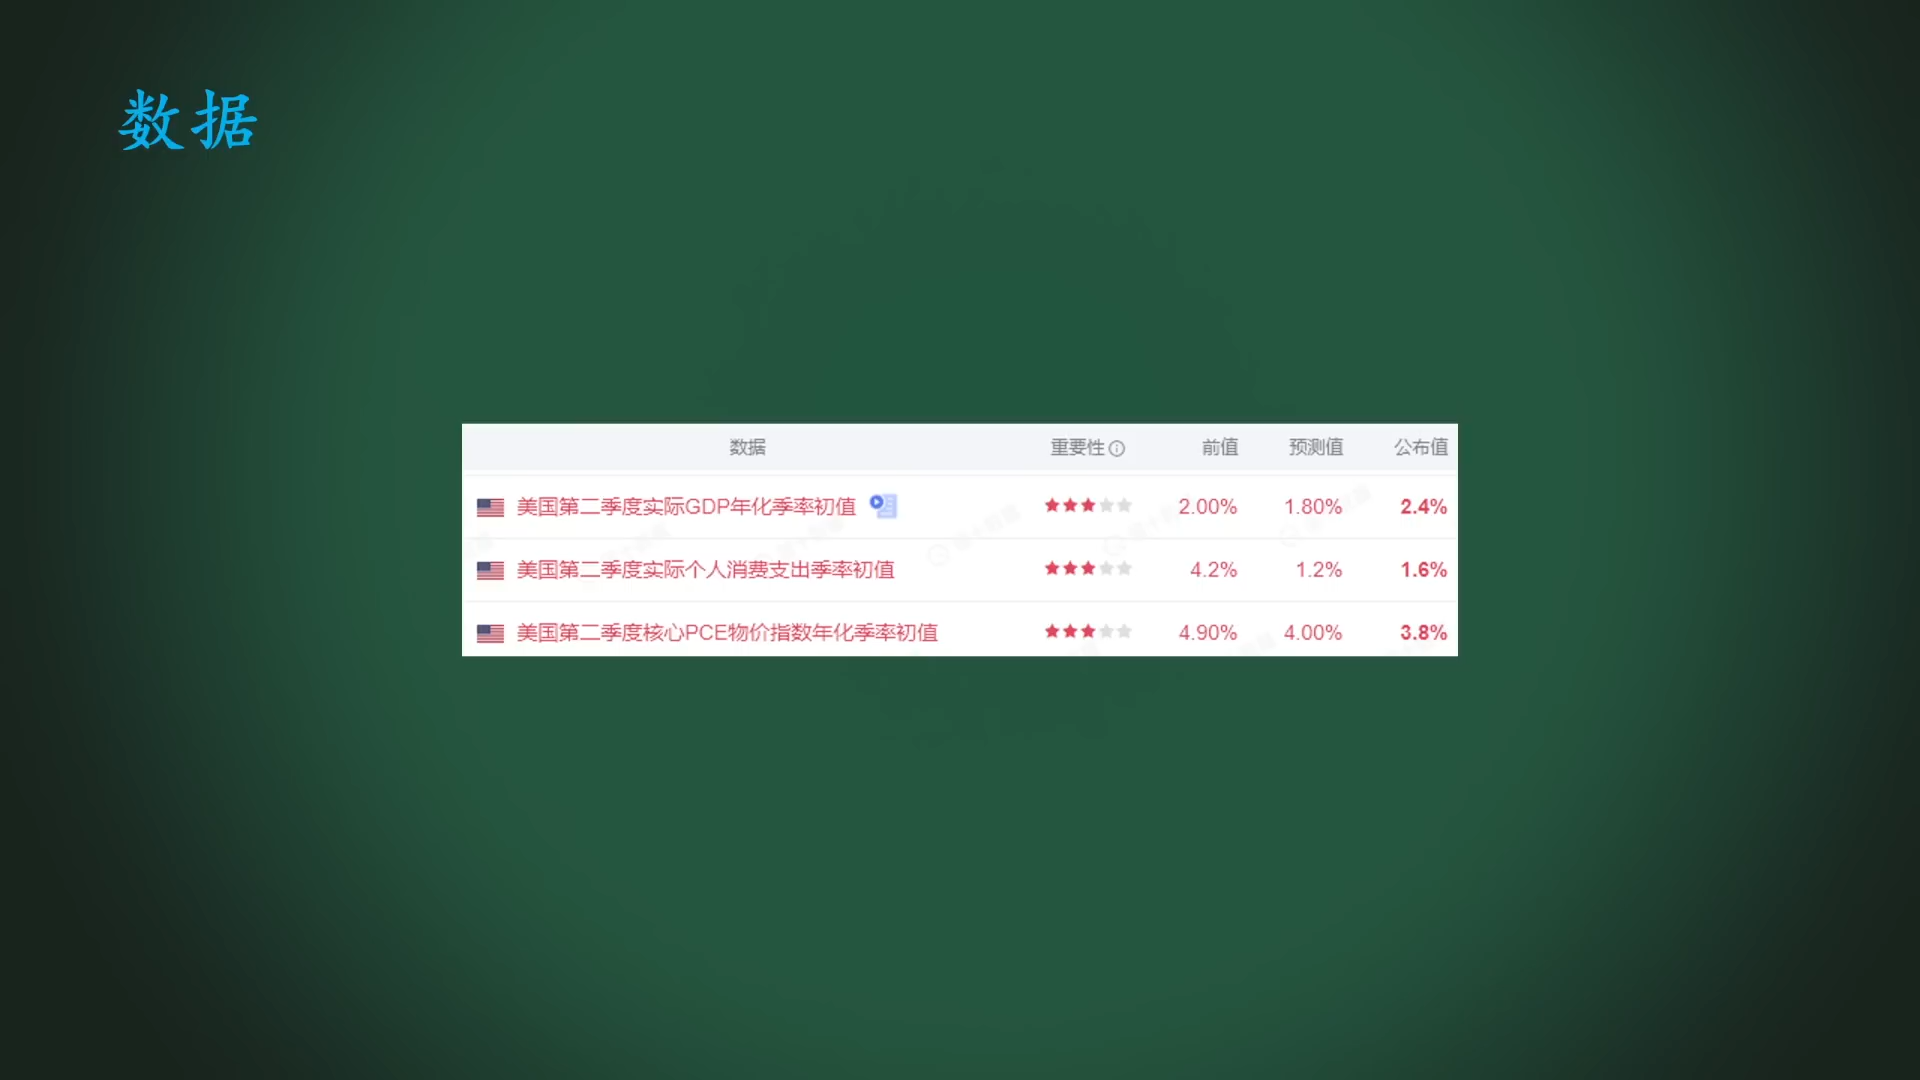 数据
数据 重要性 前值 预测值 公布值
美国第二季度实际GDP年化季率初值 2.00% 1.80% 2.4%
美国第二季度实际个人消费支出季率初值 4.2% 1.2% 1.6%
美国第二季度核心PCE物价指数年化季率初值 4.90% 4.00% 3.8%